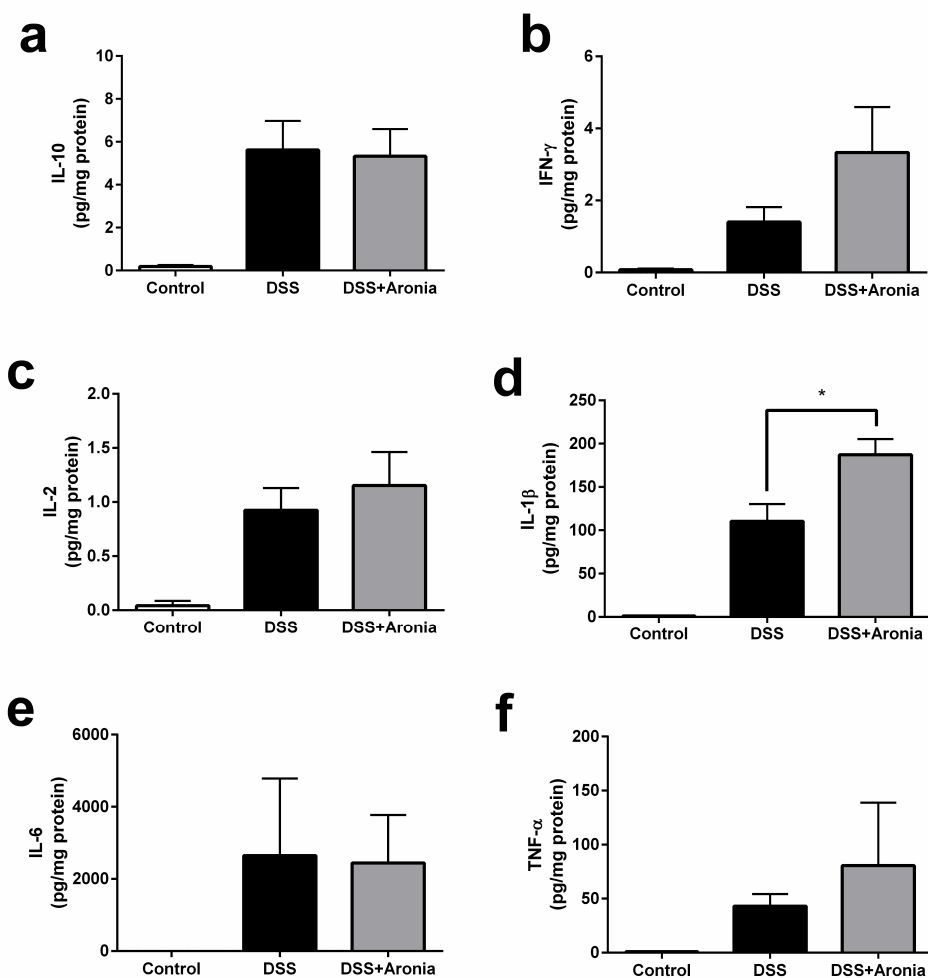 a
IL-10
(pg/mg protein)
10
8
6
4
2
0
Control DSS DSS+Aronia
b
IFN-γ
(pg/mg protein)
6
4
2
0
Control DSS DSS+Aronia
c
IL-2
(pg/mg protein)
2.0
1.5
1.0
0.5
0.0
Control DSS DSS+Aronia
d
IL-1β
(pg/mg protein)
250
200
150
100
50
0
*
Control DSS DSS+Aronia
e
IL-6
(pg/mg protein)
6000
4000
2000
0
Control DSS DSS+Aronia
f
TNF-α
(pg/mg protein)
200
150
100
50
0
Control DSS DSS+Aronia